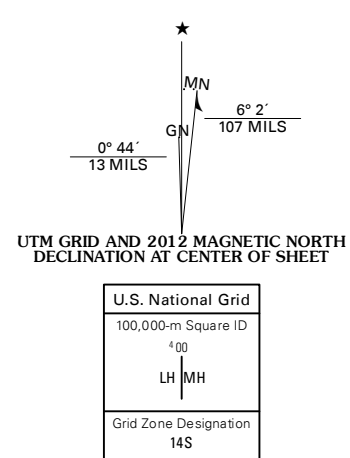 ★
MN
GN
6° 2´
107 MILS
0° 44´
13 MILS
UTM GRID AND 2012 MAGNETIC NORTH
DECLINATION AT CENTER OF SHEET
U.S. National Grid
100,000-m Square ID
⁴00
LH MH
Grid Zone Designation
14S